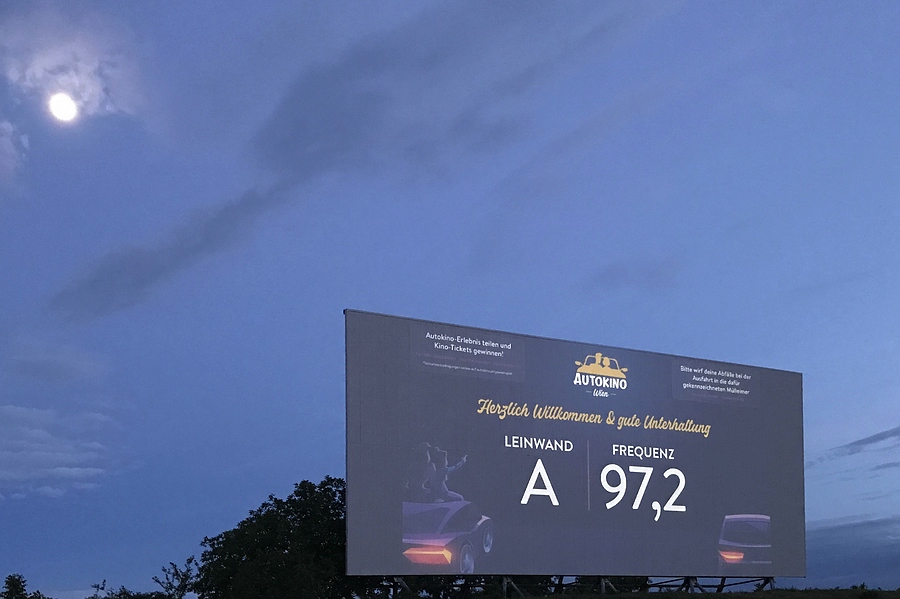 Autokino-Erlebnis teilen und
Kino-Tickets gewinnen!
AUTOKINO
Wien
Bitte wirf deine Abfälle bei der
Ausfahrt in die dafür
gekennzeichneten Mülleimer
Herzlich Willkommen & gute Unterhaltung
LEINWAND
A
FREQUENZ
97,2